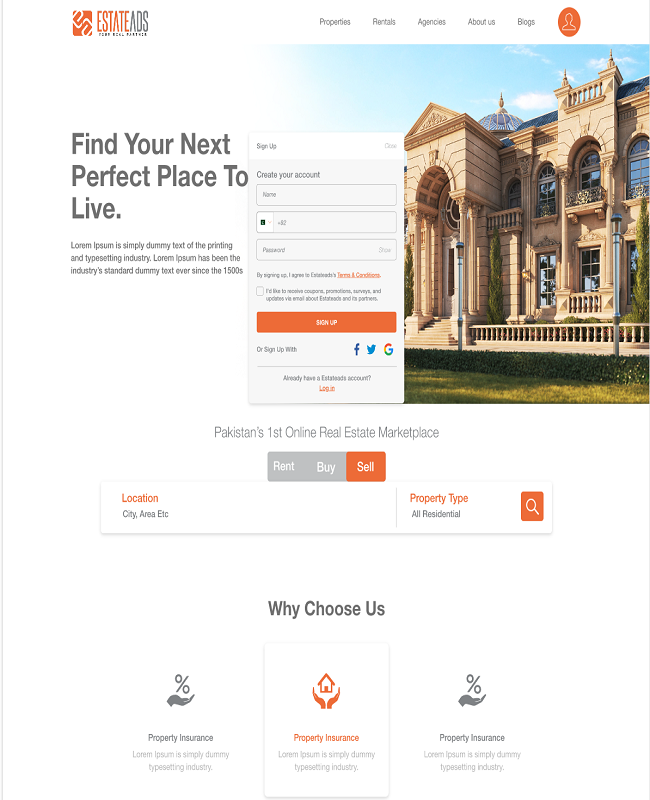 ESTATEADS
YOUR REAL PARTNER
Properties
Rentals
Agencies
About us
Blogs
Find Your Next
Perfect Place To
Live.
Lorem Ipsum is simply dummy text of the printing
and typesetting industry. Lorem Ipsum has been the
industry's standard dummy text ever since the 1500s
Sign Up
Close
Create your account
Name
+92
Password
Show
By signing up, I agree to Estateads's Terms & Conditions.
I'd like to receive coupons, promotions, surveys, and
updates via email about Estateads and its partners.
SIGN UP
Or Sign Up With
Already have a Estateads account?
Log in
Pakistan's 1st Online Real Estate Marketplace
Rent
Buy
Sell
Location
City, Area Etc
Property Type
All Residential
Why Choose Us
Property Insurance
Lorem Ipsum is simply dummy
typesetting industry.
Property Insurance
Lorem Ipsum is simply dummy
typesetting industry.
Property Insurance
Lorem Ipsum is simply dummy
typesetting industry.